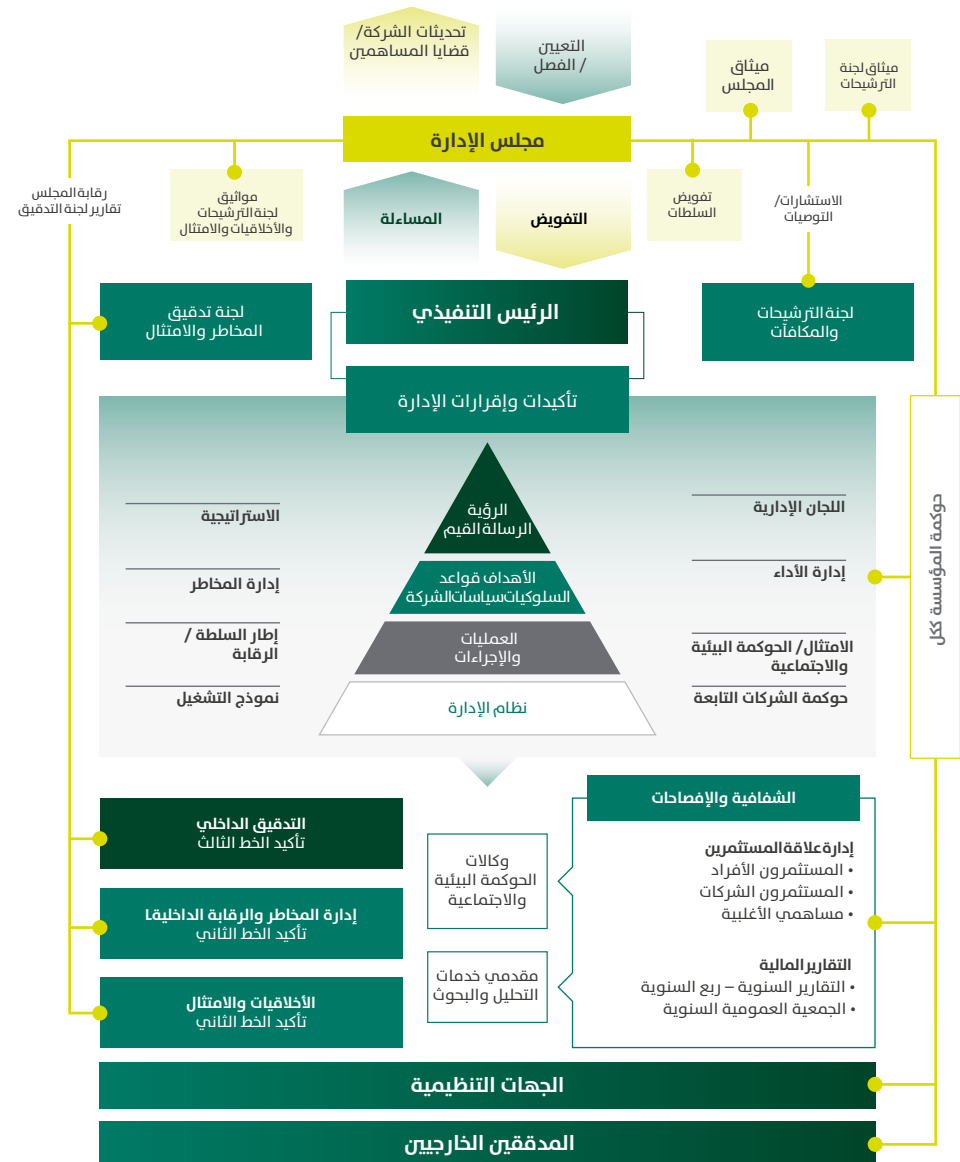 تحديثات الشركة/
قضايا المساهمين
التعيين
/ الفصل
ميثاق
المجلس
ميثاق لجنة
الترشيحات
مجلس الإدارة
رقابة المجلس
تقارير لجنة التدقيق
مواثيق
لجنة الترشيحات
والأخلاقيات والامتثال
المساءلة
التفويض
تفويض
السلطات
الاستشارات/
التوصيات
لجنة تدقيق
المخاطر والامتثال
الرئيس التنفيذي
لجنة الترشيحات
والمكافآت
تأكيدات وإقرارات الإدارة
حوكمة المؤسسة ككل
الرؤية
الرسالة القيم
الأهداف قواعد
السلوكيات سياسات الشركة
العمليات
والإجراءات
نظام الإدارة
اللجان الإدارية
إدارة الأداء
الامتثال/ الحوكمة البيئية
والاجتماعية
حوكمة الشركات التابعة
الاستراتيجية
إدارة المخاطر
إطار السلطة /
الرقابة
نموذج التشغيل
الشفافية والإفصاحات
إدارة علاقة المستثمرين
• المستثمرون الأفراد
• المستثمرون الشركات
• مساهمي الأغلبية
التقارير المالية
• التقارير السنوية – ربع السنوية
• الجمعية العمومية السنوية
وكالات
الحوكمة البيئية
والاجتماعية
مقدمي خدمات
التحليل والبحوث
التدقيق الداخلي
تأكيد الخط الثالث
إدارة المخاطر والرقابة الداخلية١
تأكيد الخط الثاني
الأخلاقيات والامتثال
تأكيد الخط الثاني
الجهات التنظيمية
المدققين الخارجيين